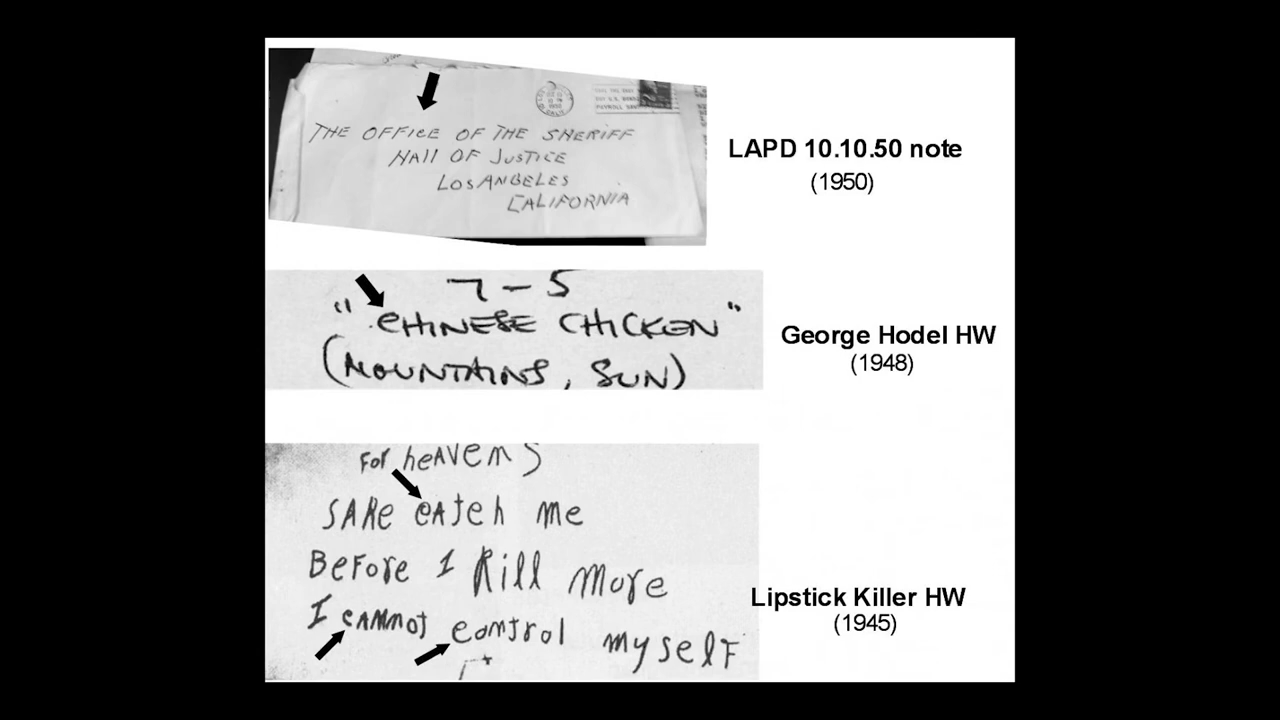 THE OFFICE OF THE SHERIFF
HAll OF JUSTICE
LOS ANGELES
CALIFORNIA
LAPD 10.10.50 note
(1950)
7 - 5
"CHINESE CHICKEN"
(MOUNTAINS, SUN)
George Hodel HW
(1948)
For heAVens
SAKe cATch me
BeFore I Kill More
I cAnnot control myselF
Lipstick Killer HW
(1945)